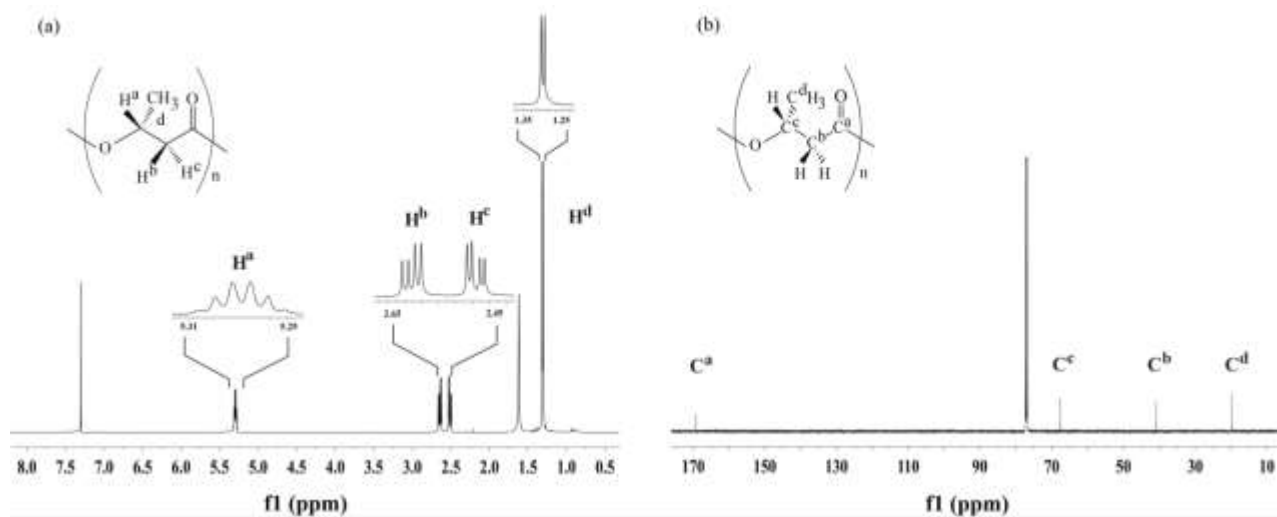 (a)
H^a CH3 O
d
O
H^b H^c n
H^a
5.31 5.20
H^b H^c
2.63 2.45
1.35 1.25
H^d
8.0 7.5 7.0 6.5 6.0 5.5 5.0 4.5 4.0 3.5 3.0 2.5 2.0 1.5 1.0 0.5
f1 (ppm)
(b)
H C^dH3 O
C^c C^b C^a
O
H H n
C^a C^c C^b C^d
170 150 130 110 90 70 50 30 10
f1 (ppm)